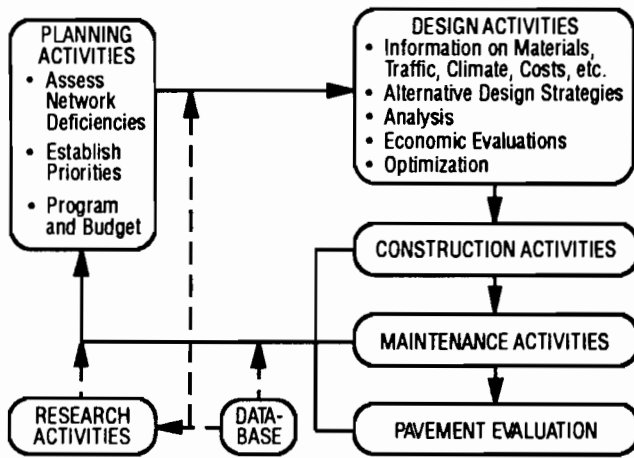 PLANNING
ACTIVITIES
• Assess
Network
Deficiencies
• Establish
Priorities
• Program
and Budget
DESIGN ACTIVITIES
• Information on Materials,
Traffic, Climate, Costs, etc.
• Alternative Design Strategies
• Analysis
• Economic Evaluations
• Optimization
CONSTRUCTION ACTIVITIES
MAINTENANCE ACTIVITIES
PAVEMENT EVALUATION
RESEARCH
ACTIVITIES
DATA-
BASE